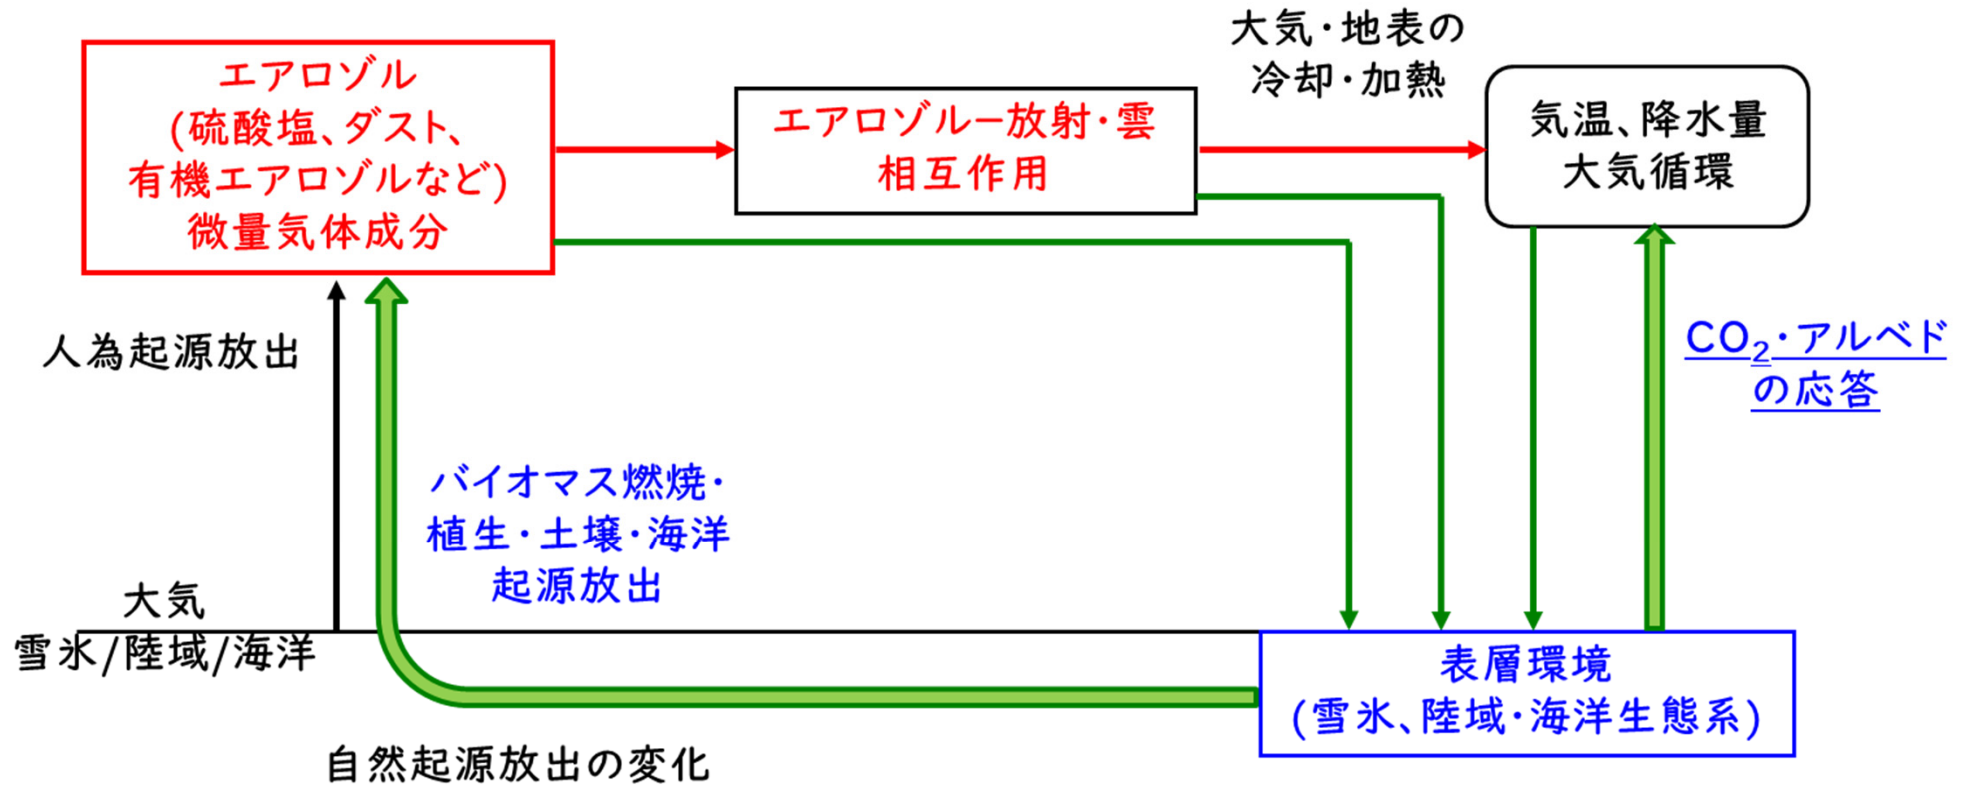 エアロゾル
(硫酸塩、ダスト、
有機エアロゾルなど)
微量気体成分
エアロゾルー放射・雲
相互作用
大気・地表の
冷却・加熱
気温、降水量
大気循環
人為起源放出
CO₂・アルベド
の応答
バイオマス燃焼・
植生・土壌・海洋
起源放出
大気
雪氷/陸域/海洋
表層環境
(雪氷、陸域・海洋生態系)
自然起源放出の変化